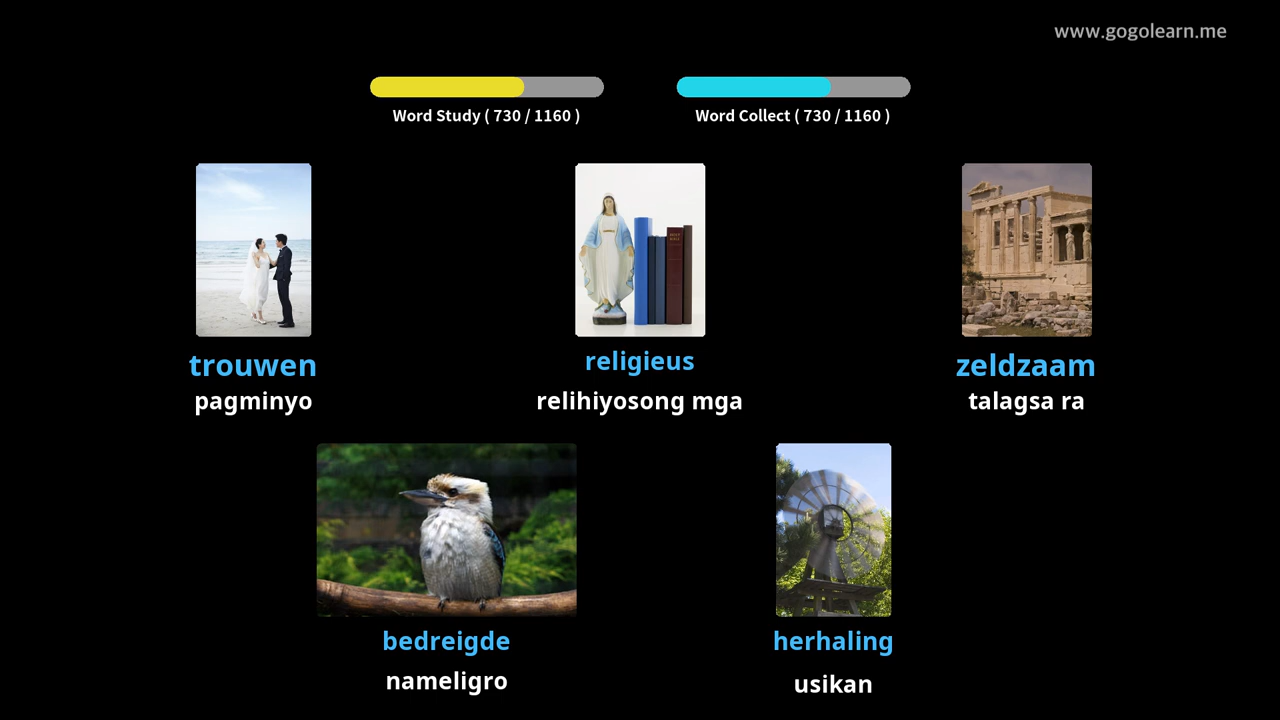 www.gogolearn.me
Word Study ( 730 / 1160 )
Word Collect ( 730 / 1160 )
trouwen
pagminyo
religieus
relihiyosong mga
zeldzaam
talagsa ra
bedreigde
nameligro
herhaling
usikan